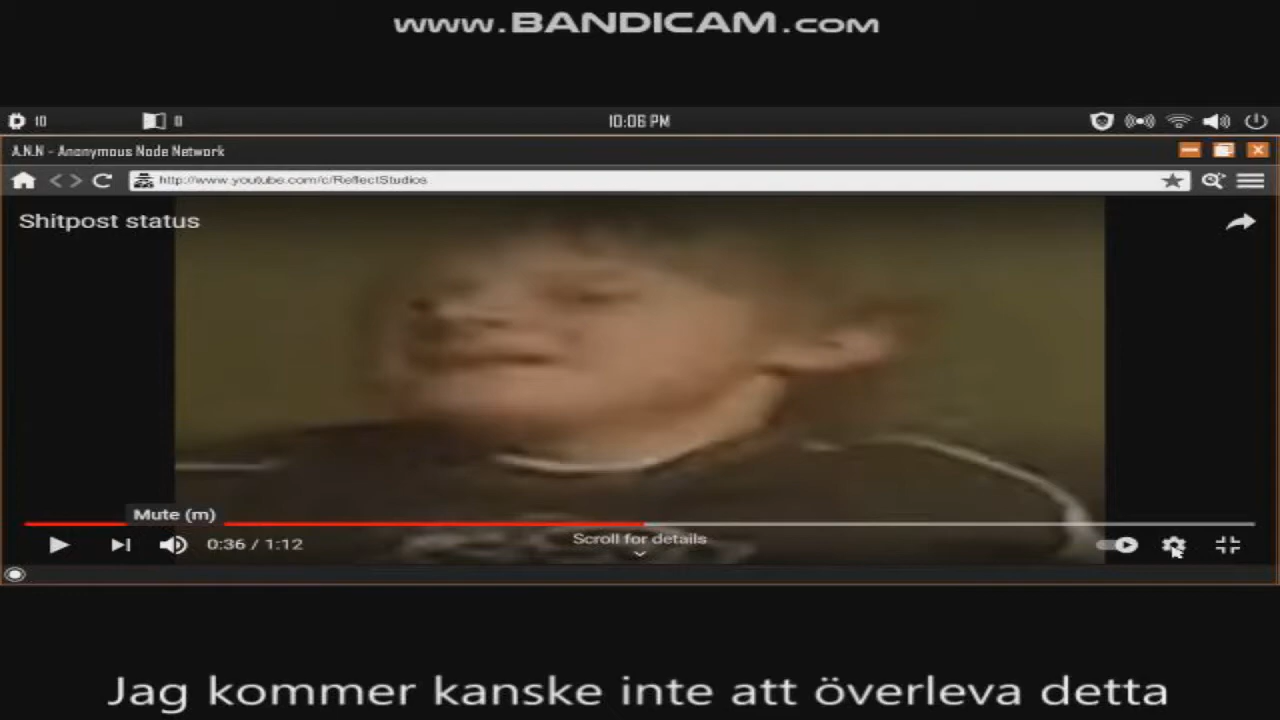 www.BANDICAM.com
10
0
10:06 PM
A.N.N - Anonymous Node Network
http://www.youtube.com/c/ReflectStudios
Shitpost status
Mute (m)
0:36 / 1:12
Scroll for details
Jag kommer kanske inte att överleva detta